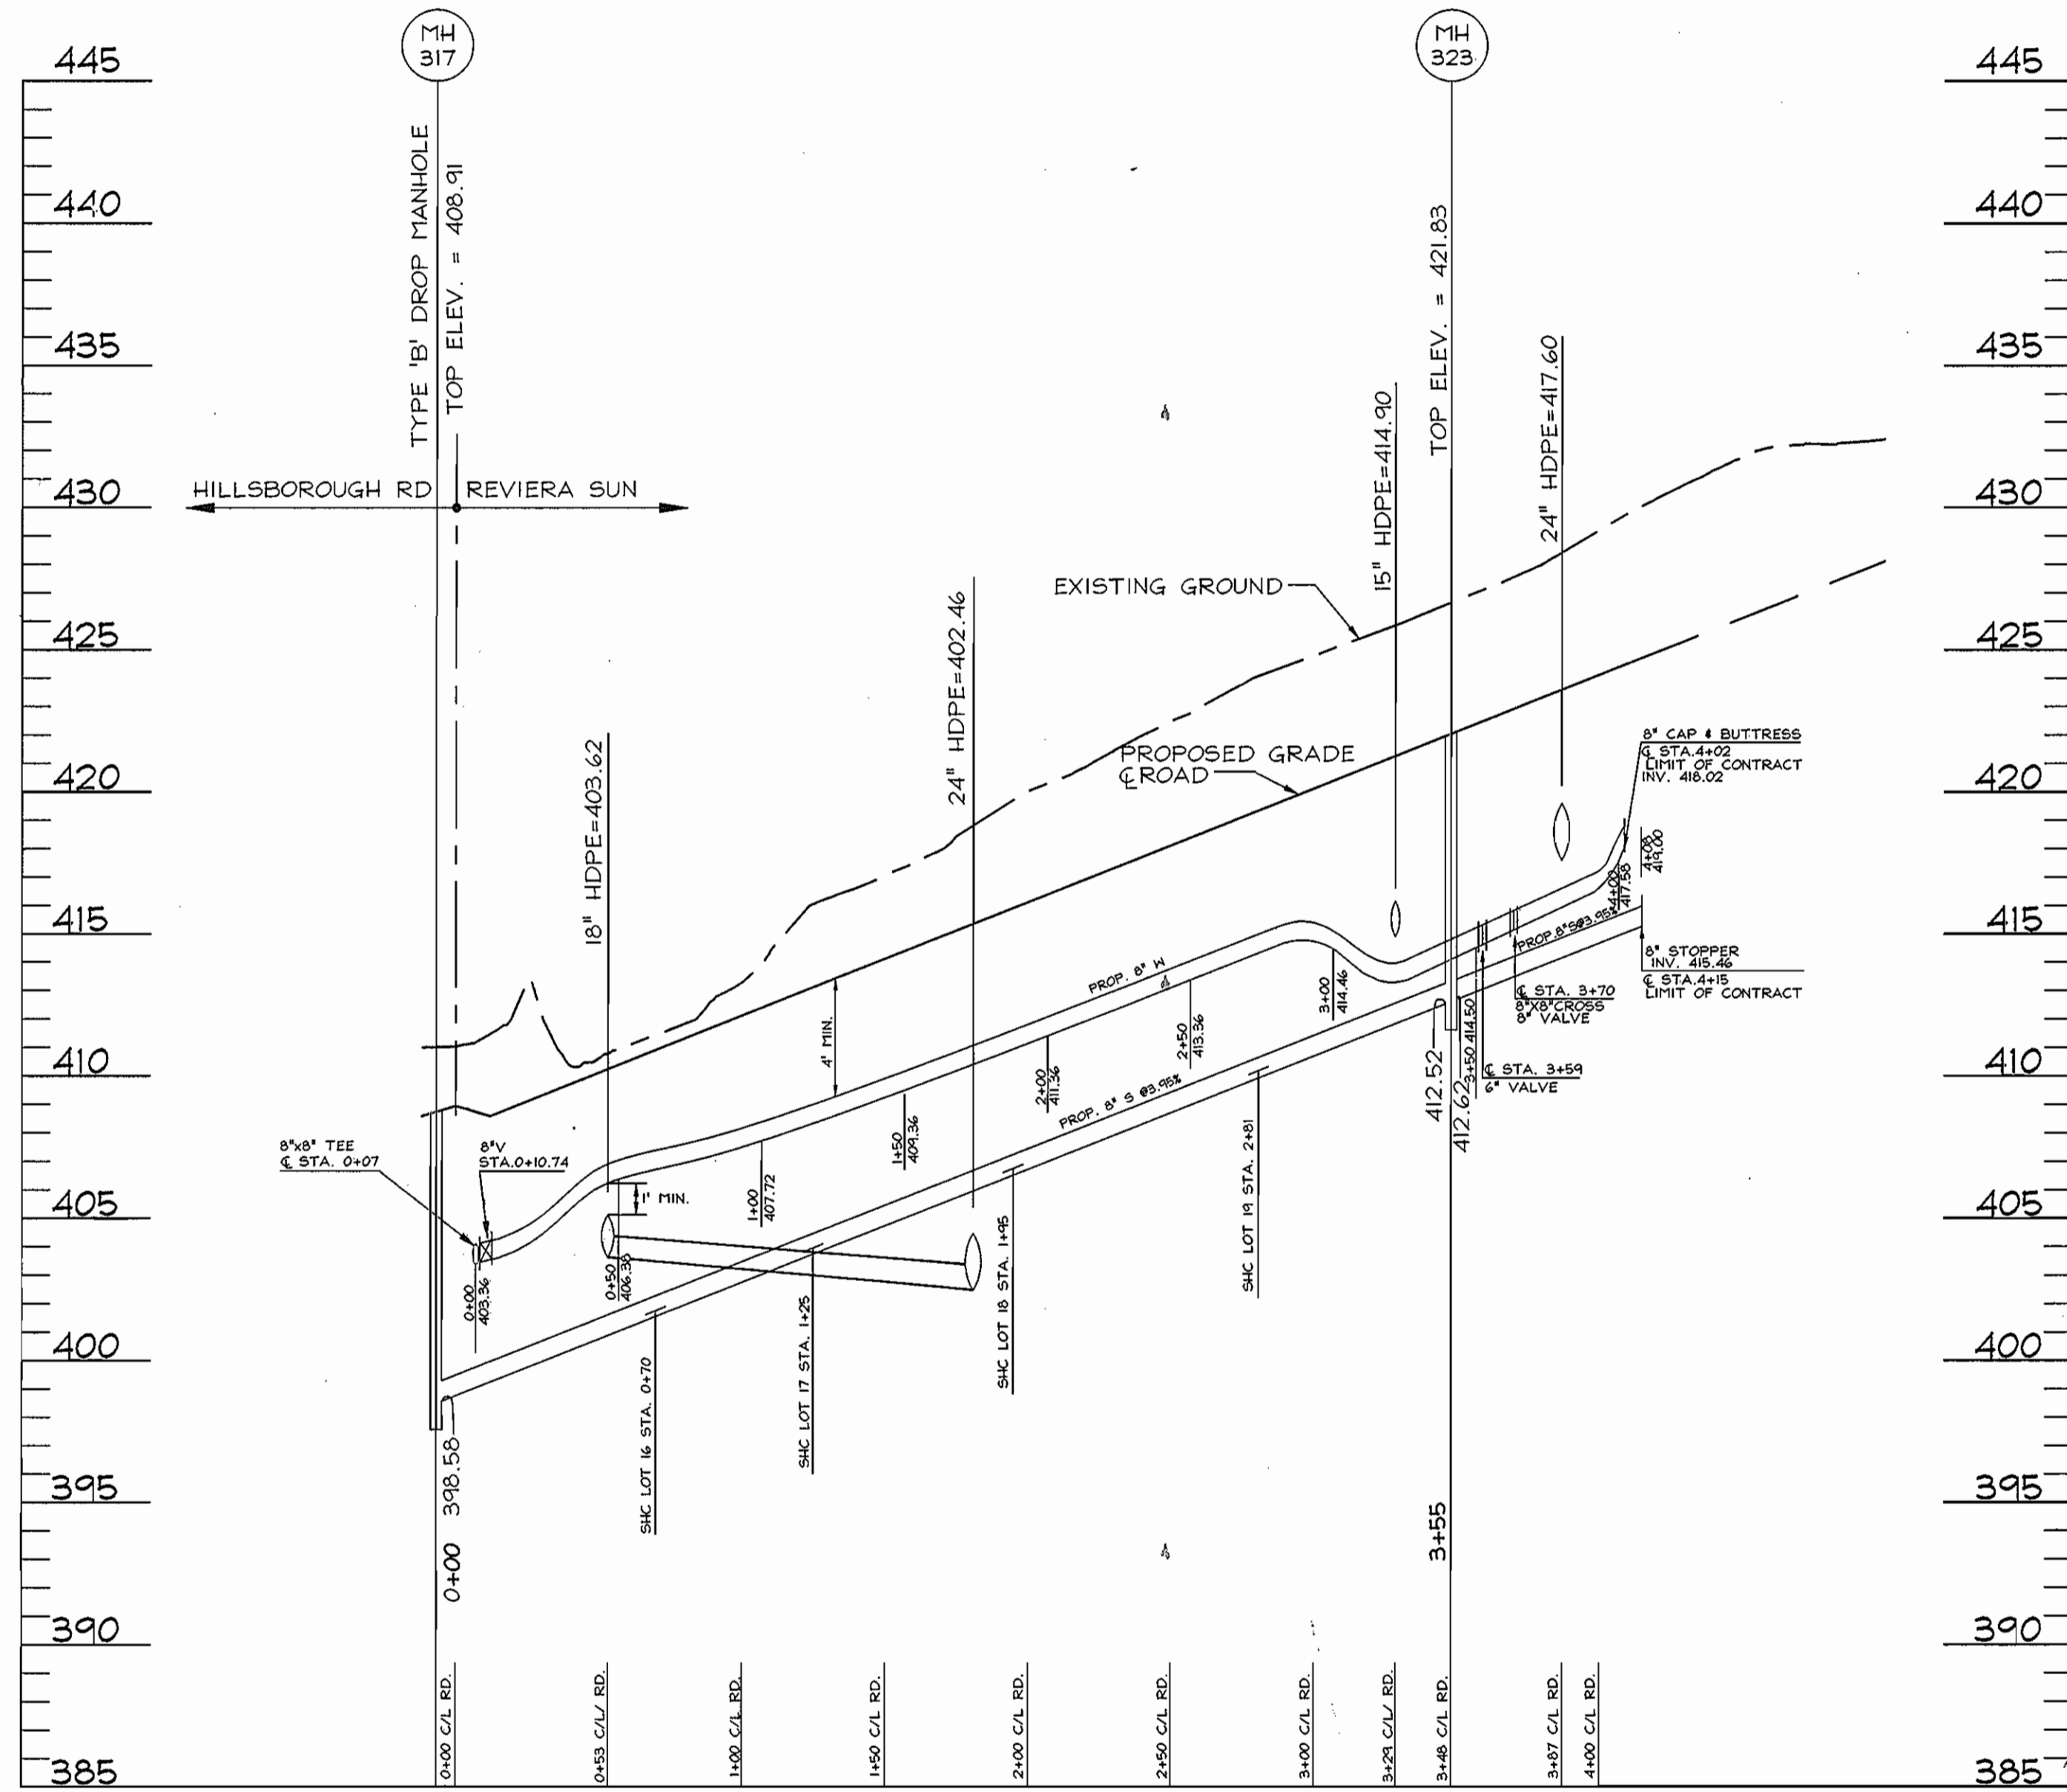 MH
317
MH
323
445
445
440
440
435
435
430
430
425
425
420
420
415
415
410
410
405
405
400
400
395
395
390
390
385
385
TYPE 'B' DROP MANHOLE
TOP ELEV. = 408.91
HILLSBOROUGH RD
REVIERA SUN
18" HDPE=403.62
24" HDPE=402.46
15" HDPE=414.90
TOP ELEV. = 421.83
24" HDPE=417.60
EXISTING GROUND
PROPOSED GRADE
℄ ROAD
8" CAP & BUTTRESS
℄ STA.4+02
LIMIT OF CONTRACT
INV. 418.02
4+08
419.00
4+00
417.58
PROP. 8" W
PROP. 8"S@3.95%
8" STOPPER
INV. 415.46
℄ STA.4+15
LIMIT OF CONTRACT
℄ STA. 3+70
8"X8"CROSS
8" VALVE
℄ STA. 3+59
6" VALVE
3+50 414.50
412.52
412.62
3+00
414.46
2+50
413.36
2+00
411.36
1+50
409.36
1+00
407.72
0+50
406.38
0+00
403.36
4' MIN.
1' MIN.
PROP. 8" S @3.95%
8"x8" TEE
℄ STA. 0+07
8"V
STA.0+10.74
SHC LOT 16 STA. 0+70
SHC LOT 17 STA. 1+25
SHC LOT 18 STA. 1+95
SHC LOT 19 STA. 2+81
0+00 398.58
3+55
0+00 C/L RD.
0+53 C/L/ RD.
1+00 C/L RD.
1+50 C/L RD.
2+00 C/L RD.
2+50 C/L RD.
3+00 C/L RD.
3+29 C/L/ RD.
3+48 C/L RD.
3+87 C/L RD.
4+00 C/L RD.